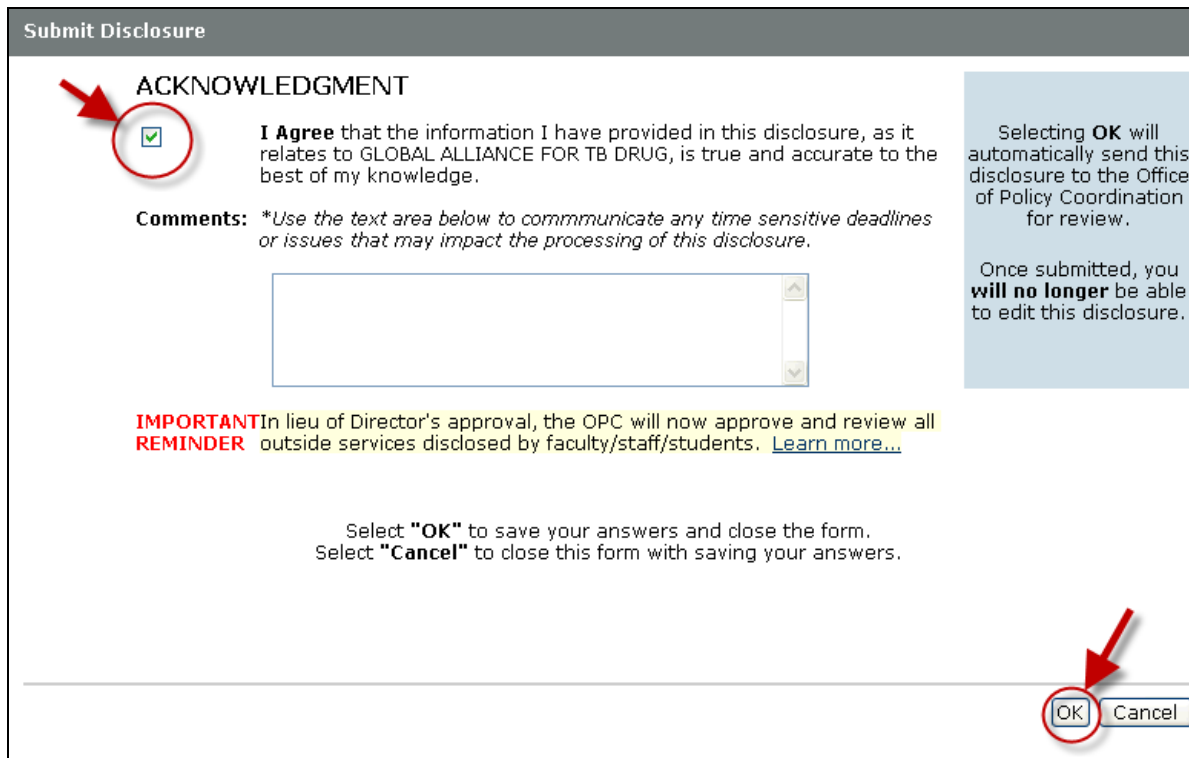 Submit Disclosure
ACKNOWLEDGMENT
I Agree that the information I have provided in this disclosure, as it
relates to GLOBAL ALLIANCE FOR TB DRUG, is true and accurate to the
best of my knowledge.
Comments: *Use the text area below to commmunicate any time sensitive deadlines
or issues that may impact the processing of this disclosure.
IMPORTANT In lieu of Director's approval, the OPC will now approve and review all
REMINDER outside services disclosed by faculty/staff/students. Learn more...
Select "OK" to save your answers and close the form.
Select "Cancel" to close this form with saving your answers.
Selecting OK will
automatically send this
disclosure to the Office
of Policy Coordination
for review.
Once submitted, you
will no longer be able
to edit this disclosure.
OK Cancel